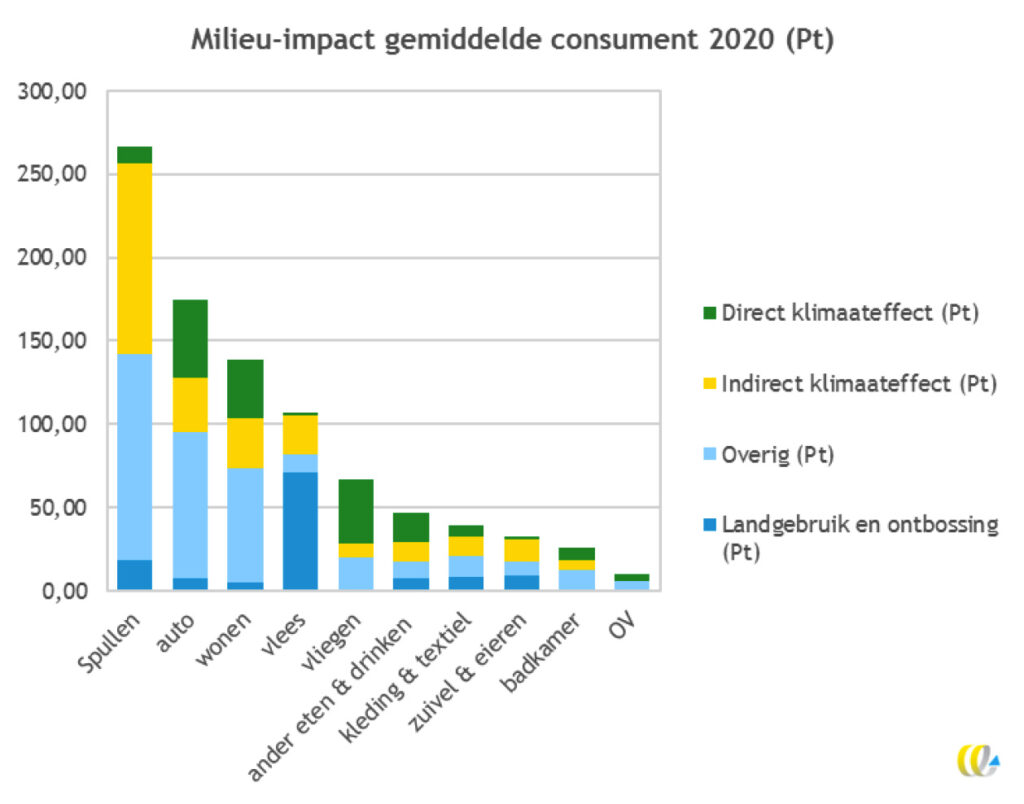 Milieu-impact gemiddelde consument 2020 (Pt)
300,00
250,00
200,00
150,00
100,00
50,00
0,00
Spullen
auto
wonen
vlees
vliegen
ander eten & drinken
kleding & textiel
zuivel & eieren
badkamer
OV
Direct klimaateffect (Pt)
Indirect klimaateffect (Pt)
Overig (Pt)
Landgebruik en ontbossing
(Pt)